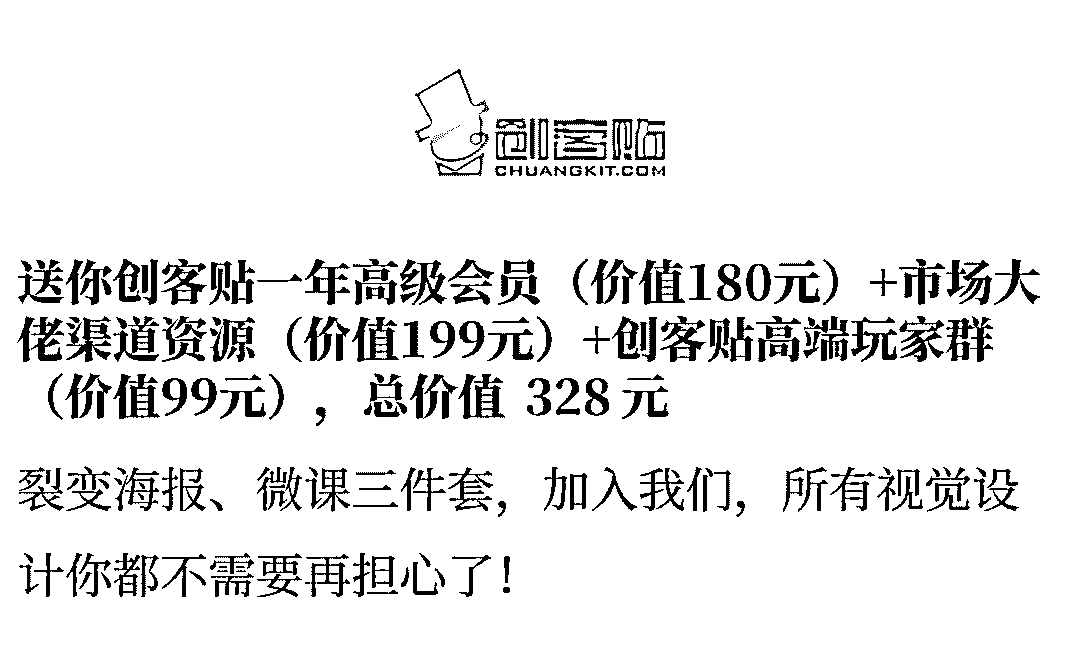 创客贴
CHUANGKIT.COM
送你创客贴一年高级会员（价值180元）+市场大
佬渠道资源（价值199元）+创客贴高端玩家群
（价值99元），总价值 328 元
裂变海报、微课三件套，加入我们，所有视觉设
计你都不需要再担心了！